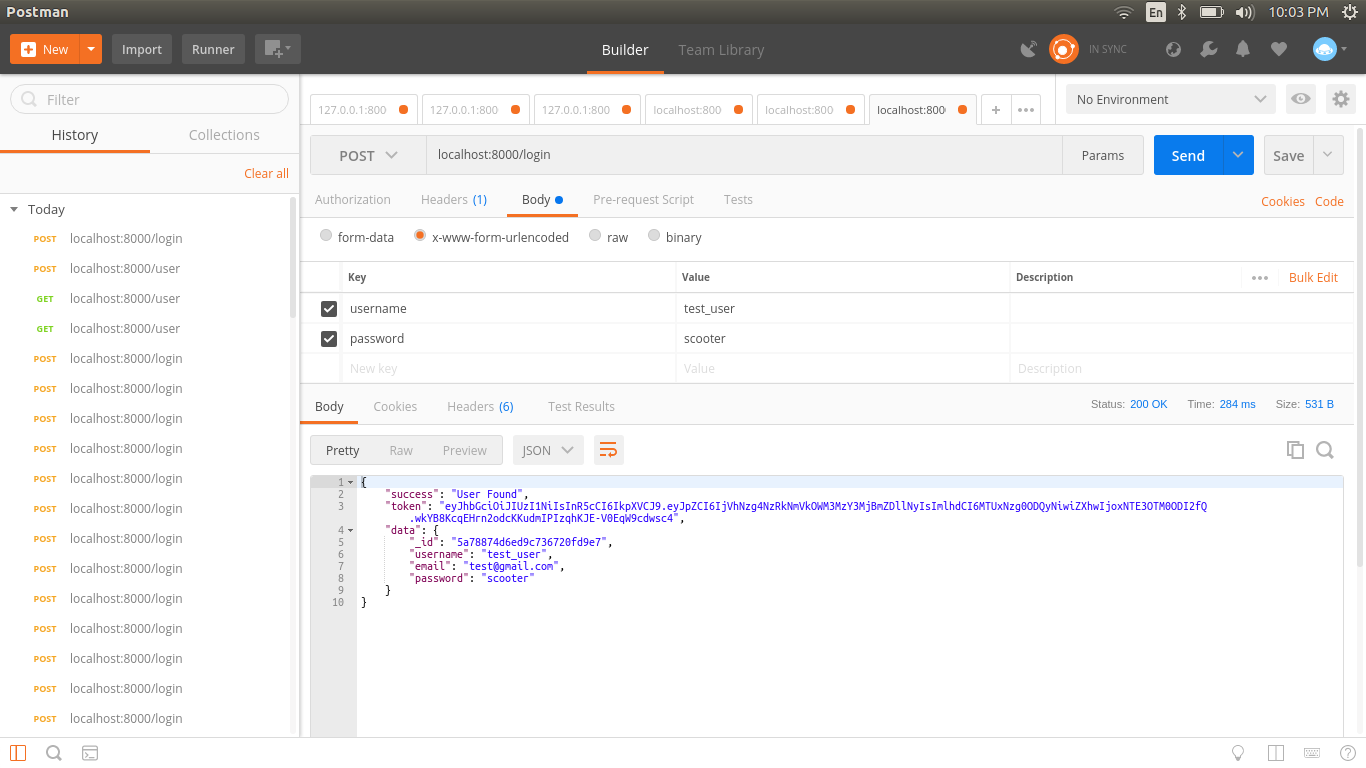 Postman
En
10:03 PM
New
Import
Runner
Builder
Team Library
IN SYNC
Filter
History
Collections
Clear all
Today
POST localhost:8000/login
POST localhost:8000/user
GET localhost:8000/user
GET localhost:8000/user
POST localhost:8000/login
POST localhost:8000/login
POST localhost:8000/login
POST localhost:8000/login
POST localhost:8000/login
POST localhost:8000/login
POST localhost:8000/login
POST localhost:8000/login
POST localhost:8000/login
POST localhost:8000/login
POST localhost:8000/login
POST localhost:8000/login
POST localhost:8000/login
127.0.0.1:800
127.0.0.1:800
127.0.0.1:800
localhost:800
localhost:800
localhost:800
No Environment
POST
localhost:8000/login
Params
Send
Save
Authorization
Headers (1)
Body
Pre-request Script
Tests
Cookies
Code
form-data
x-www-form-urlencoded
raw
binary
Key Value Description
Bulk Edit
username test_user
password scooter
New key Value Description
Body
Cookies
Headers (6)
Test Results
Status: 200 OK
Time: 284 ms
Size: 531 B
Pretty
Raw
Preview
JSON
1 {
2 "success": "User Found",
3 "token": "eyJhbGciOiJIUzI1NiIsInR5cCI6IkpXVCJ9.eyJpZCI6IjVhNzg4NzRkNmVkOWM3MzY3MjBmZDllNyIsImlhdCI6MTUxNzg0ODQyNiwiZXhwIjoxNTE3OTM0ODI2fQ
.wkYB8KcqEHrn2odcKKudmIPIzqhKJE-V0EqW9cdwsc4",
4 "data": {
5 "_id": "5a78874d6ed9c736720fd9e7",
6 "username": "test_user",
7 "email": "test@gmail.com",
8 "password": "scooter"
9 }
10 }